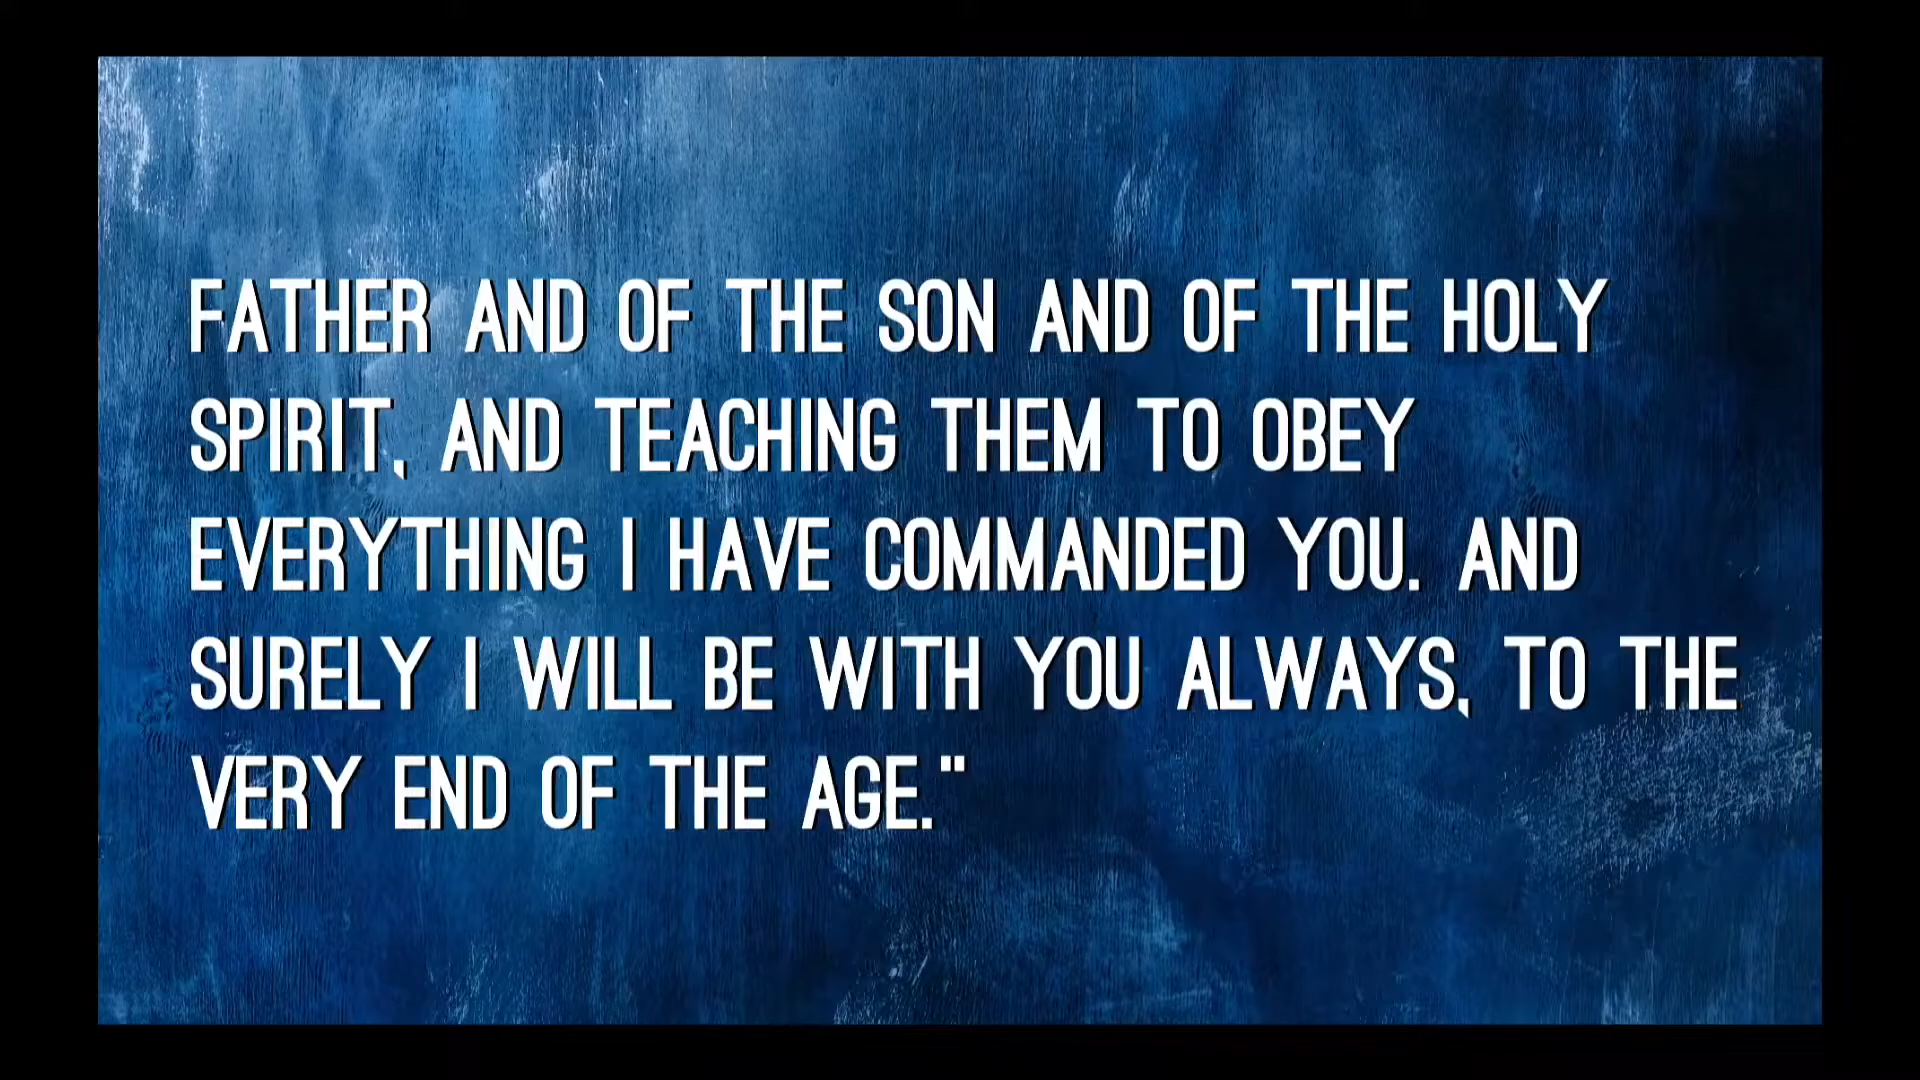 FATHER AND OF THE SON AND OF THE HOLY
SPIRIT, AND TEACHING THEM TO OBEY
EVERYTHING I HAVE COMMANDED YOU. AND
SURELY I WILL BE WITH YOU ALWAYS, TO THE
VERY END OF THE AGE."